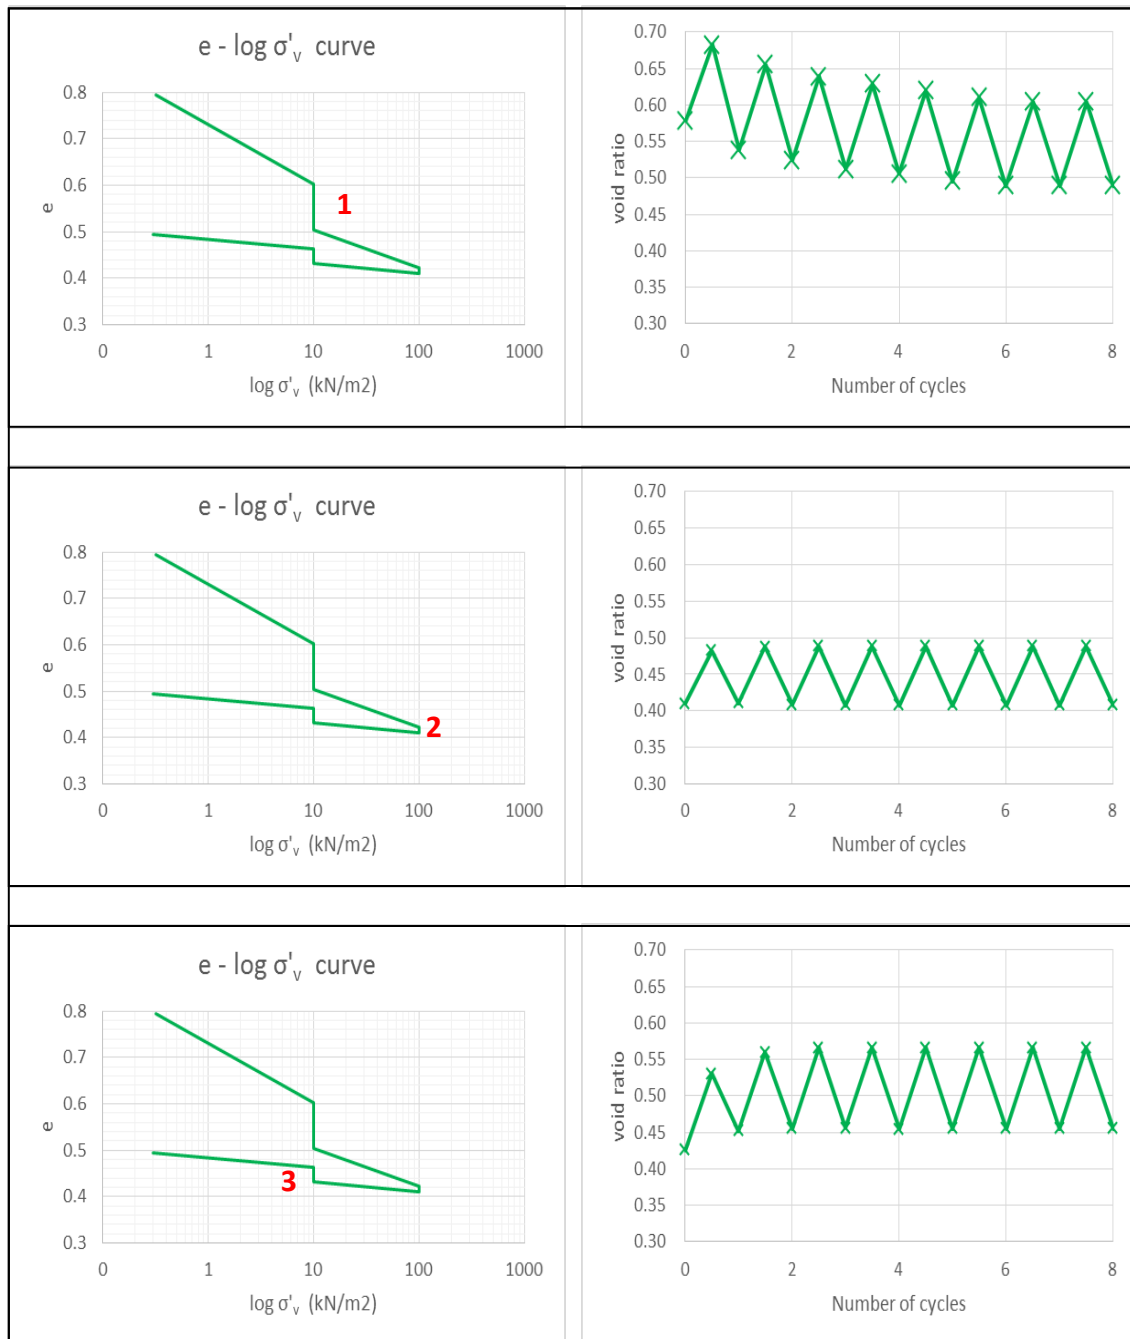 e - log σ'v curve
0.8
0.7
0.6
0.5
0.4
0.3
e
1
0 1 10 100 1000
log σ'v (kN/m2)
0.70
0.65
0.60
0.55
0.50
0.45
0.40
0.35
0.30
void ratio
0 2 4 6 8
Number of cycles
e - log σ'v curve
0.8
0.7
0.6
0.5
0.4
0.3
e
2
0 1 10 100 1000
log σ'v (kN/m2)
0.70
0.65
0.60
0.55
0.50
0.45
0.40
0.35
0.30
void ratio
0 2 4 6 8
Number of cycles
e - log σ'v curve
0.8
0.7
0.6
0.5
0.4
0.3
e
3
0 1 10 100 1000
log σ'v (kN/m2)
0.70
0.65
0.60
0.55
0.50
0.45
0.40
0.35
0.30
void ratio
0 2 4 6 8
Number of cycles